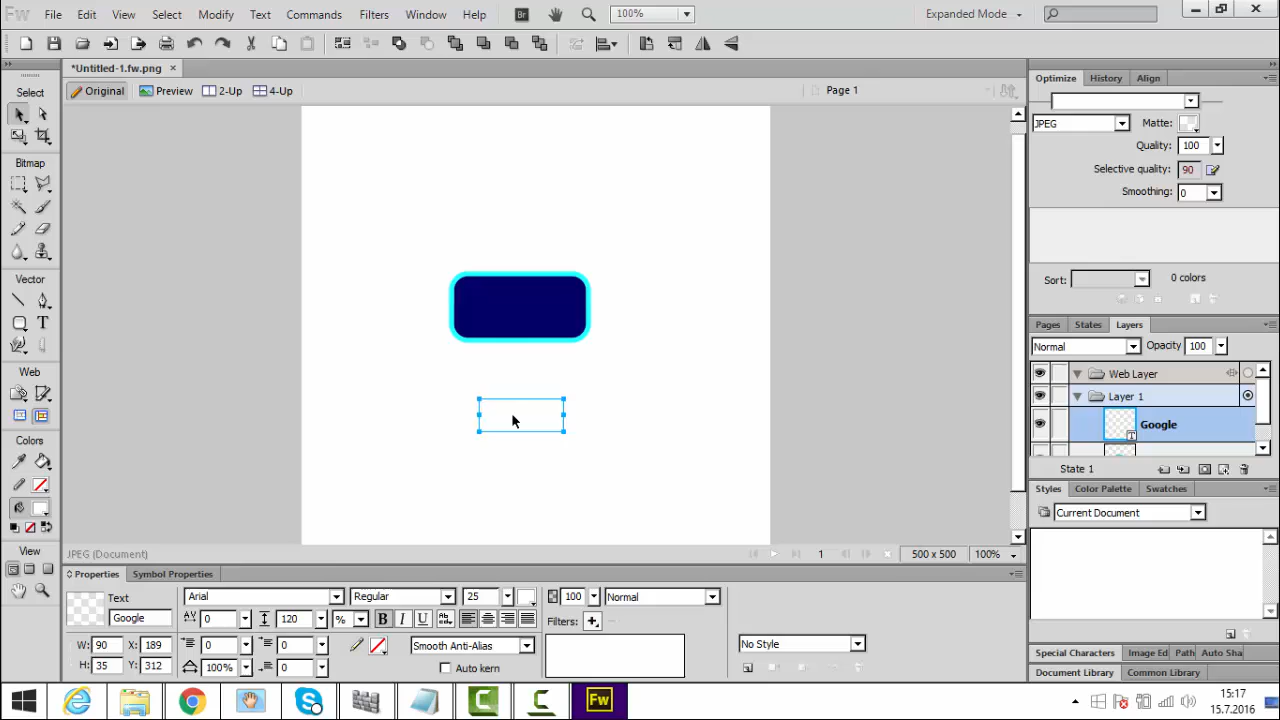 Fw File Edit View Select Modify Text Commands Filters Window Help Br 100% Expanded Mode
*Untitled-1.fw.png
Original Preview 2-Up 4-Up Page 1
Select
Bitmap
Vector
Web
Colors
View
Optimize History Align
JPEG Matte:
Quality: 100
Selective quality: 90
Smoothing: 0
Sort: 0 colors
Pages States Layers
Normal Opacity 100
Web Layer
Layer 1
Google
State 1
Styles Color Palette Swatches
Current Document
JPEG (Document) 1 500 x 500 100%
Properties Symbol Properties
Text Arial Regular 25 100 Normal
Google 0 120 % B I U Filters:
W: 90 X: 189 0 0 Smooth Anti-Alias No Style
H: 35 Y: 312 100% 0 Auto kern
Special Characters Image Ed Path Auto Sha
Document Library Common Library
Fw
15:17
15.7.2016